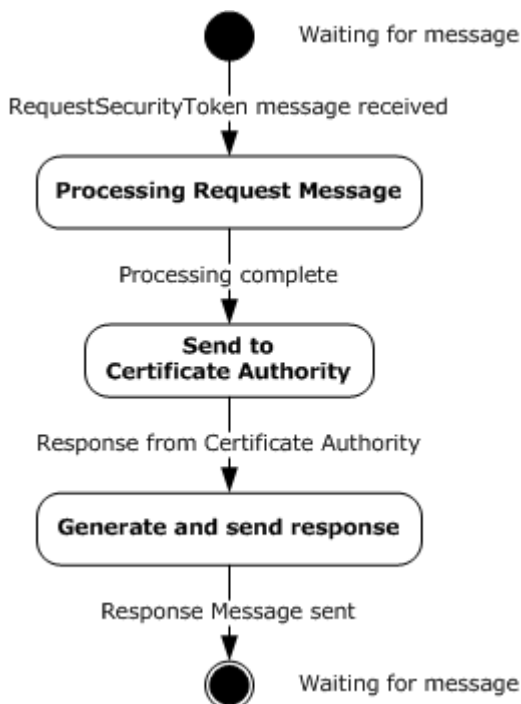 Waiting for message
RequestSecurityToken message received
Processing Request Message
Processing complete
Send to
Certificate Authority
Response from Certificate Authority
Generate and send response
Response Message sent
Waiting for message